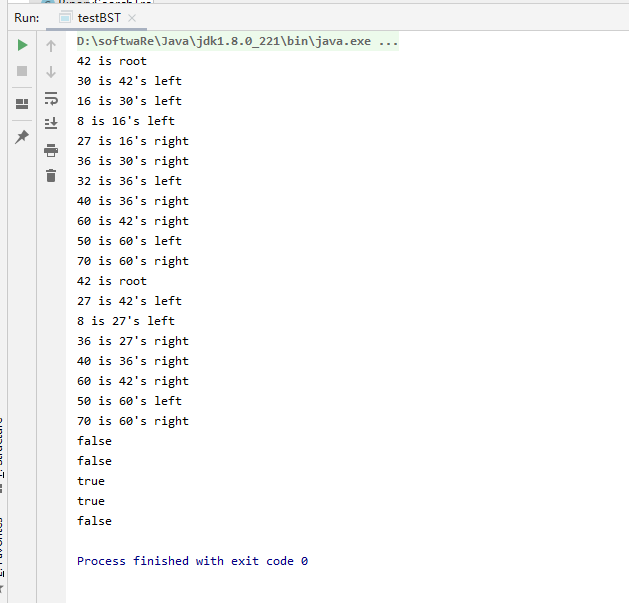 Run: testBST
D:\softwaRe\Java\jdk1.8.0_221\bin\java.exe ...
42 is root
30 is 42's left
16 is 30's left
8 is 16's left
27 is 16's right
36 is 30's right
32 is 36's left
40 is 36's right
60 is 42's right
50 is 60's left
70 is 60's right
42 is root
27 is 42's left
8 is 27's left
36 is 27's right
40 is 36's right
60 is 42's right
50 is 60's left
70 is 60's right
false
false
true
true
false
Process finished with exit code 0